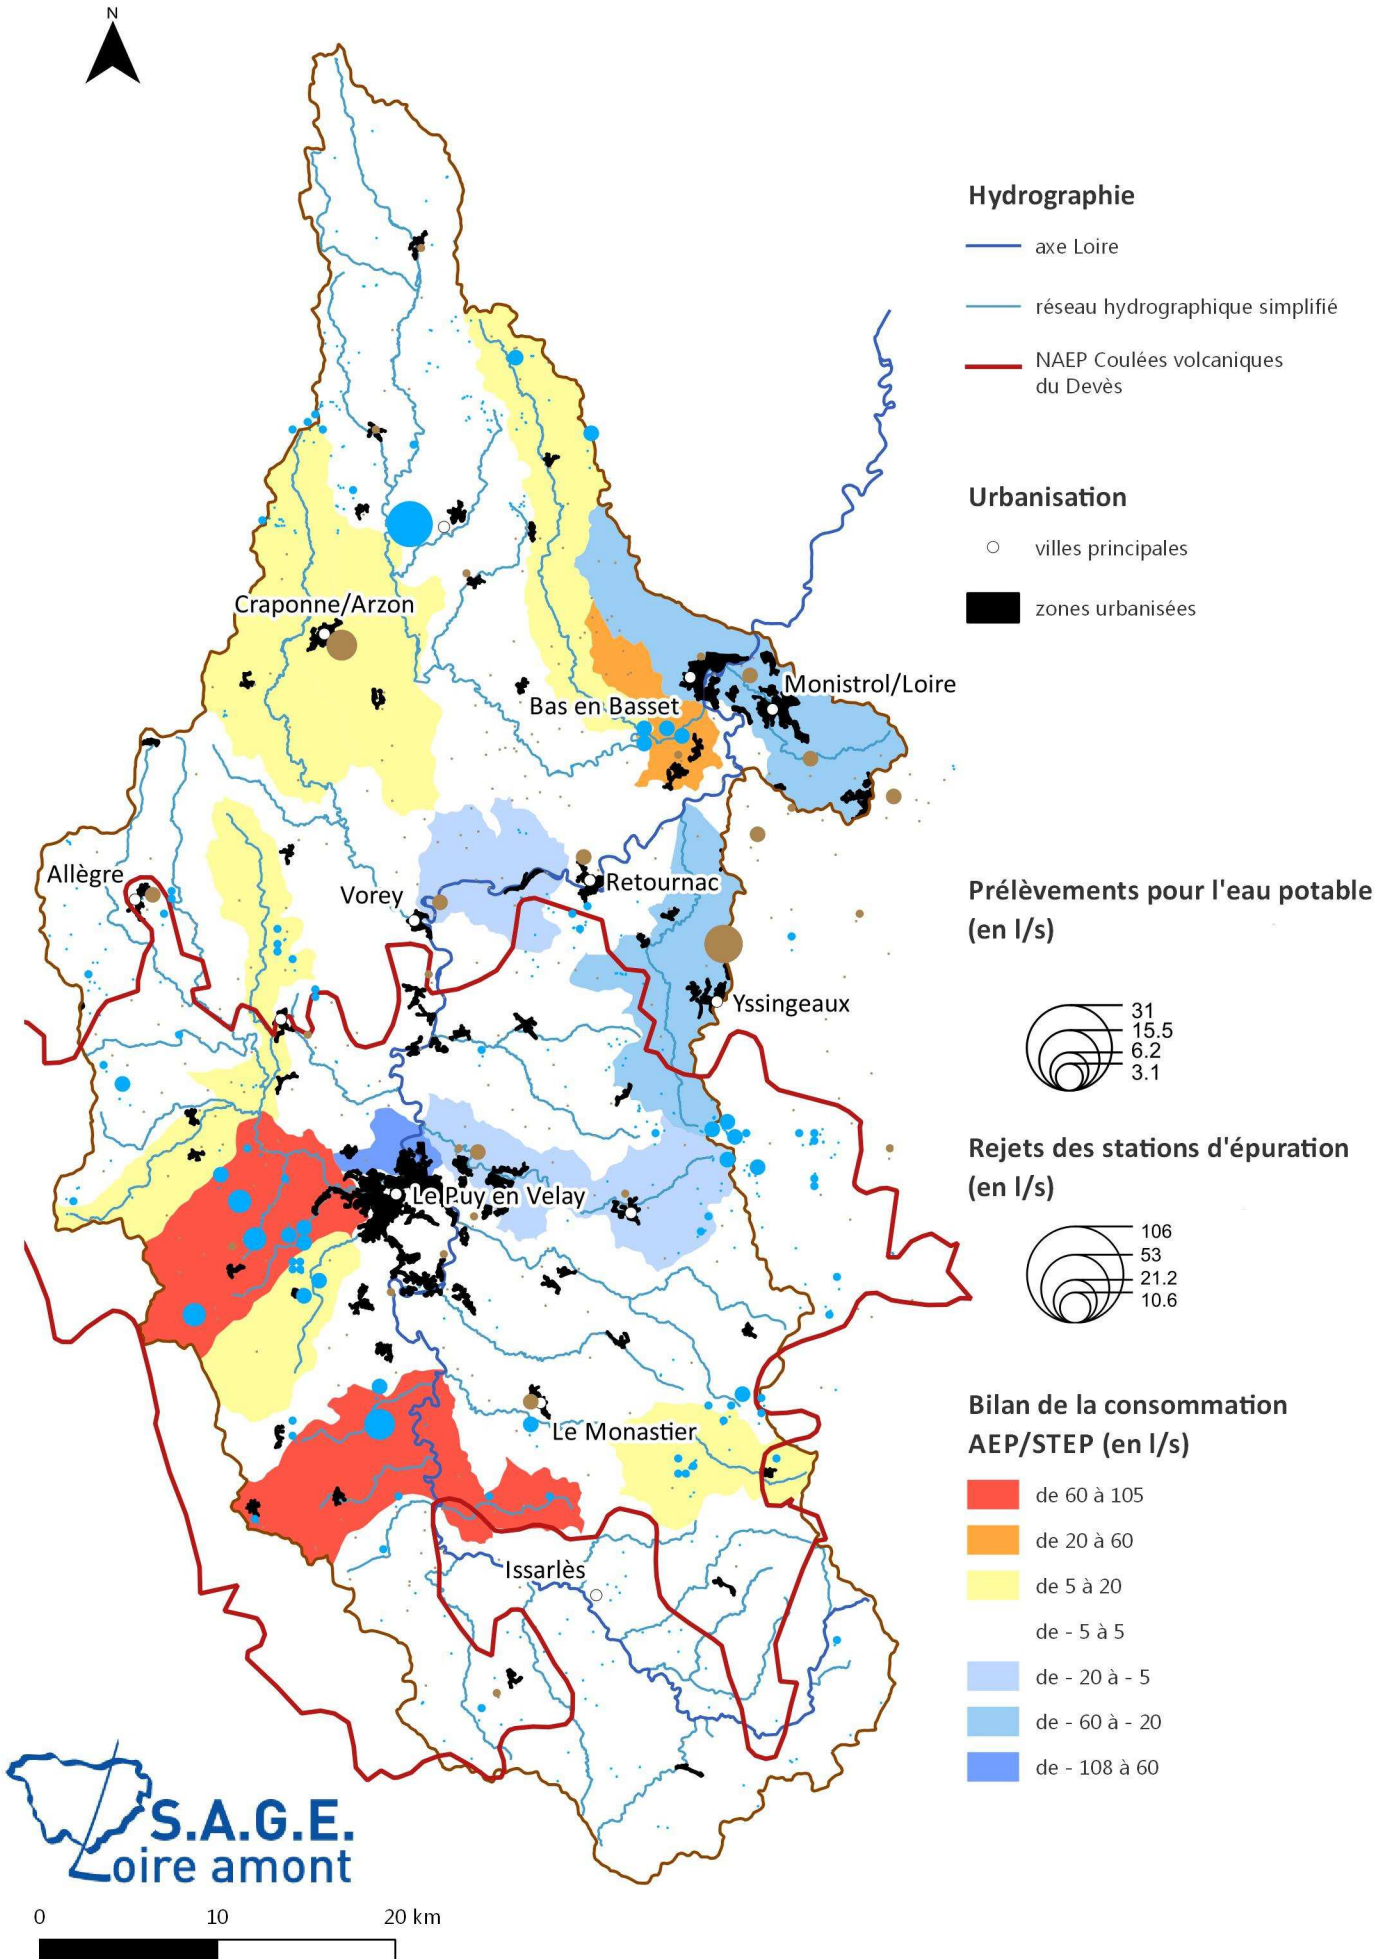 N
Hydrographie
axe Loire
réseau hydrographique simplifié
NAEP Coulées volcaniques
du Devès
Urbanisation
villes principales
zones urbanisées
Craponne/Arzon
Monistrol/Loire
Bas en Basset
Allègre
Vorey
Retournac
Yssingeaux
Le Puy en Velay
Le Monastier
Issarlès
Prélèvements pour l'eau potable
(en l/s)
31
15.5
6.2
3.1
Rejets des stations d'épuration
(en l/s)
106
53
21.2
10.6
Bilan de la consommation
AEP/STEP (en l/s)
de 60 à 105
de 20 à 60
de 5 à 20
de - 5 à 5
de - 20 à - 5
de - 60 à - 20
de - 108 à 60
S.A.G.E.
Loire amont
0 10 20 km